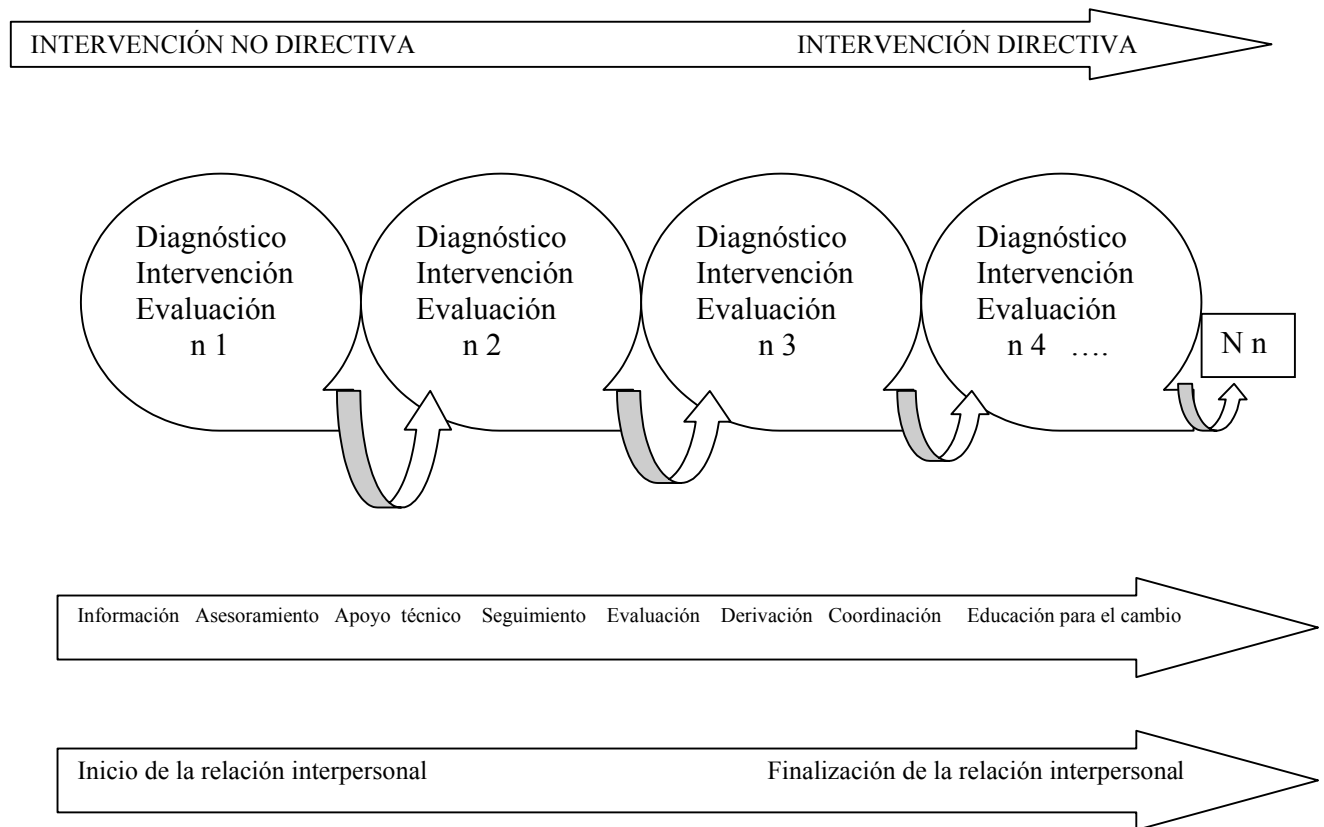 INTERVENCIÓN NO DIRECTIVA INTERVENCIÓN DIRECTIVA
Diagnóstico
Intervención
Evaluación
n 1
Diagnóstico
Intervención
Evaluación
n 2
Diagnóstico
Intervención
Evaluación
n 3
Diagnóstico
Intervención
Evaluación
n 4 ....
N n
Información Asesoramiento Apoyo técnico Seguimiento Evaluación Derivación Coordinación Educación para el cambio
Inicio de la relación interpersonal Finalización de la relación interpersonal